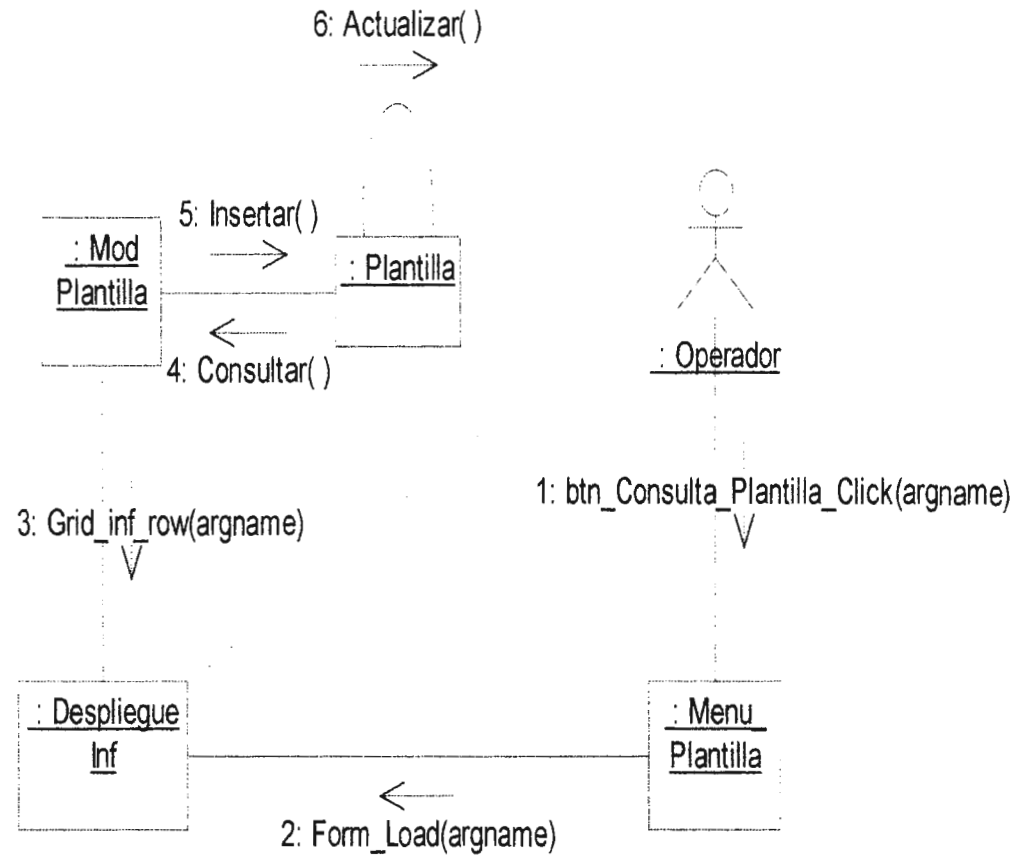 6: Actualizar( )
5: Insertar( )
: Mod
Plantilla
: Plantilla
4: Consultar( )
: Operador
1: btn_Consulta_Plantilla_Click(argname)
3: Grid_inf_row(argname)
: Despliegue
Inf
: Menu_
Plantilla
2: Form_Load(argname)